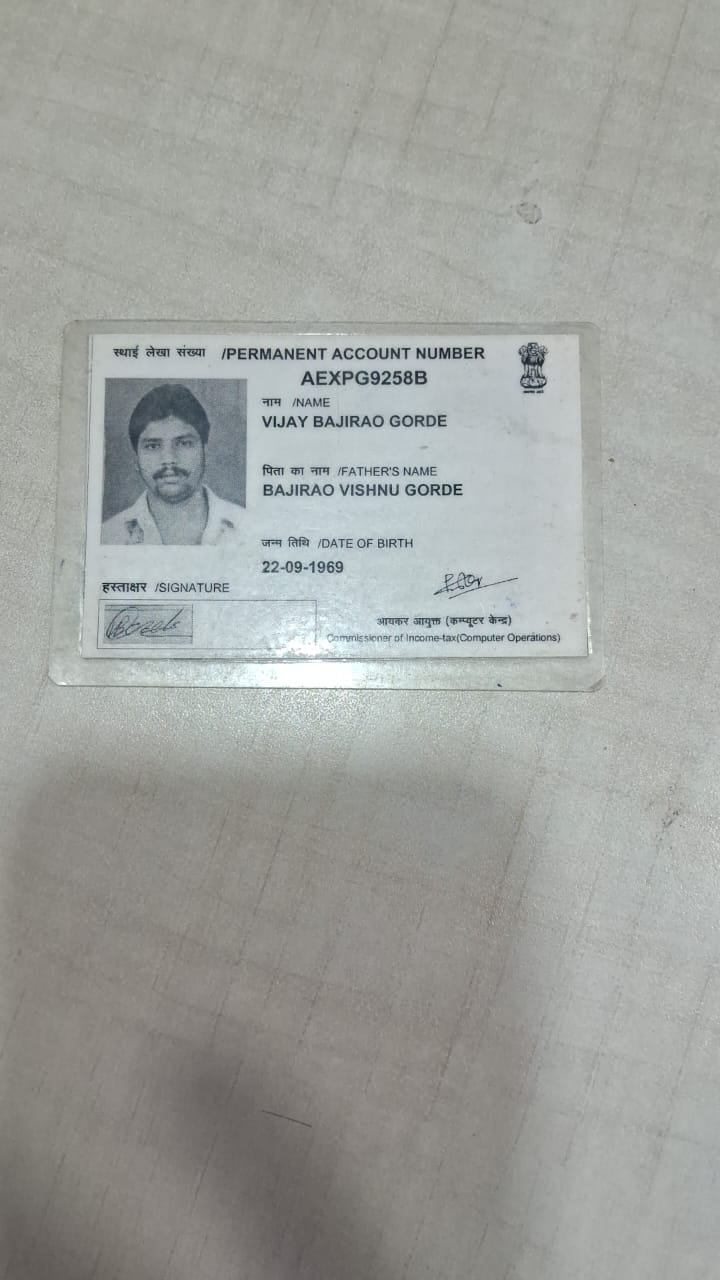 स्थाई लेखा संख्या /PERMANENT ACCOUNT NUMBER
AEXPG9258B
नाम /NAME
VIJAY BAJIRAO GORDE
पिता का नाम /FATHER'S NAME
BAJIRAO VISHNU GORDE
जन्म तिथि /DATE OF BIRTH
22-09-1969
हस्ताक्षर /SIGNATURE
आयकर आयुक्त (कम्प्यूटर केन्द्र)
Commissioner of Income-tax(Computer Operations)